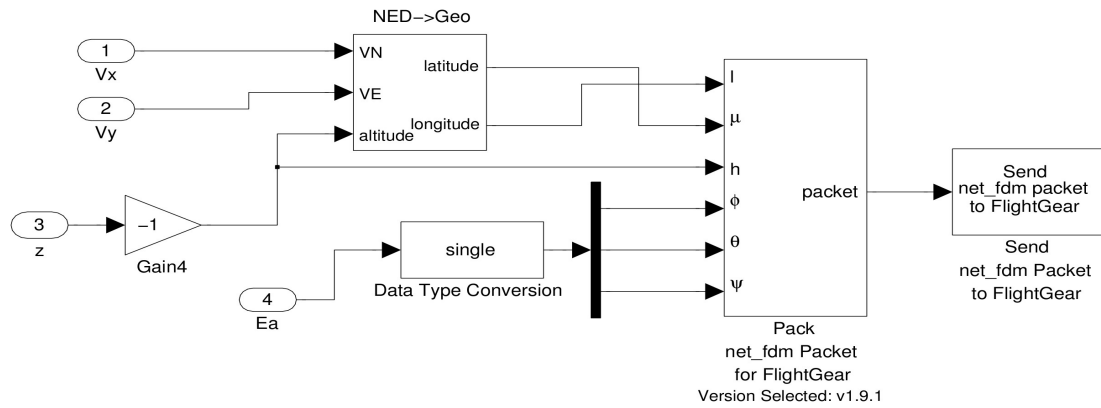 NED−>Geo
1
Vx
2
Vy
VN
VE
altitude
latitude
longitude
3
z
−1
Gain4
4
Ea
single
Data Type Conversion
l
μ
h
ϕ
θ
ψ
packet
Pack
net_fdm Packet
for FlightGear
Version Selected: v1.9.1
Send
net_fdm packet
to FlightGear
Send
net_fdm Packet
to FlightGear